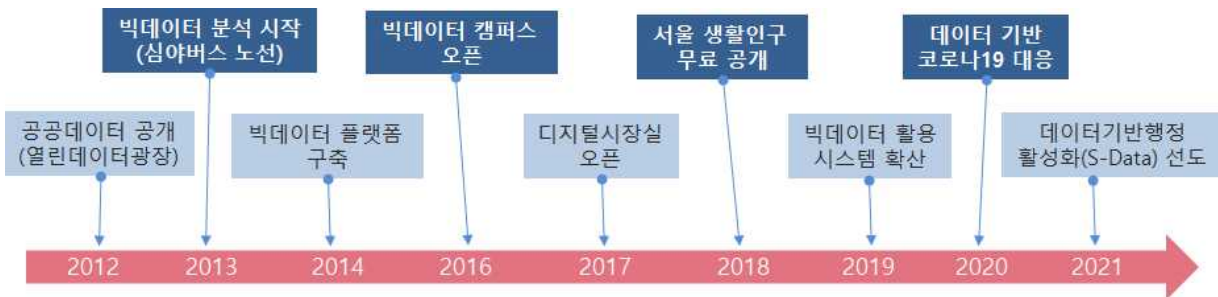 빅데이터 분석 시작
(심야버스 노선)
빅데이터 캠퍼스
오픈
서울 생활인구
무료 공개
데이터 기반
코로나19 대응
공공데이터 공개
(열린데이터광장)
빅데이터 플랫폼
구축
디지털시장실
오픈
빅데이터 활용
시스템 확산
데이터기반행정
활성화(S-Data) 선도
2012 2013 2014 2016 2017 2018 2019 2020 2021